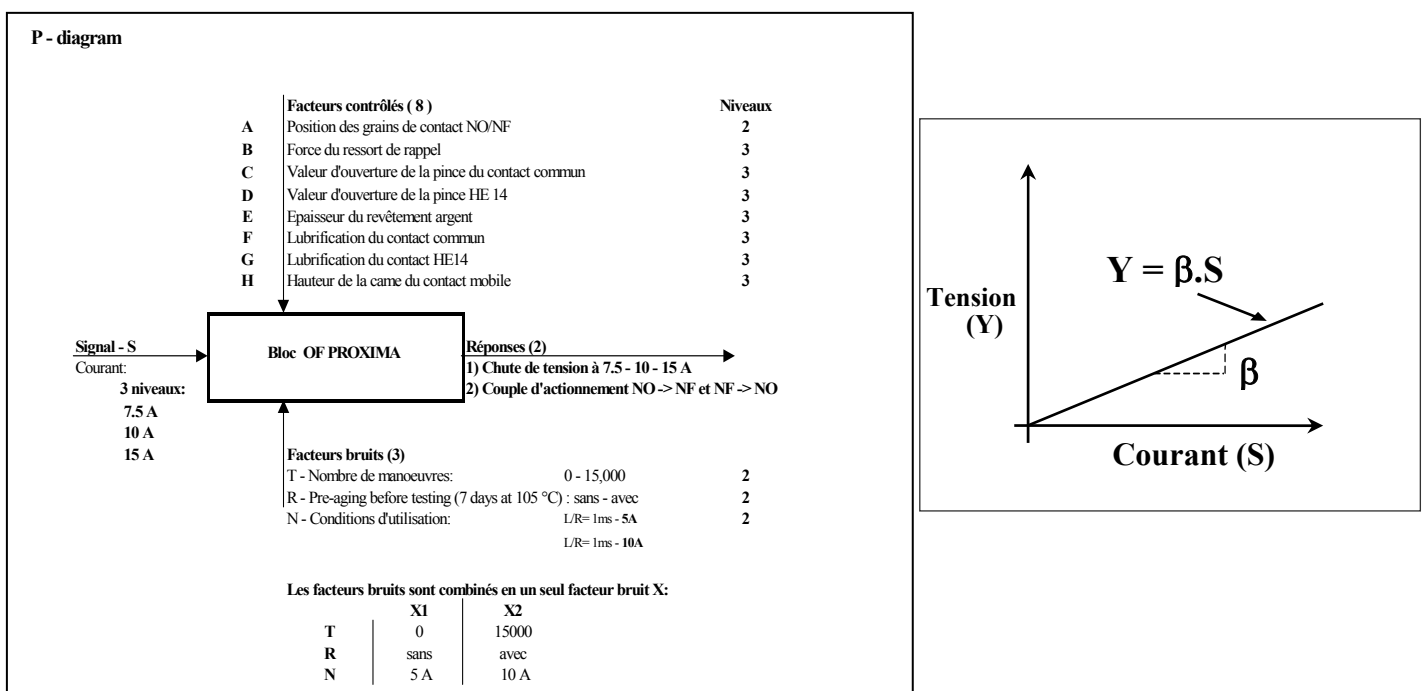 P - diagram
Facteurs contrôlés ( 8 ) Niveaux
A Position des grains de contact NO/NF 2
B Force du ressort de rappel 3
C Valeur d'ouverture de la pince du contact commun 3
D Valeur d'ouverture de la pince HE 14 3
E Epaisseur du revêtement argent 3
F Lubrification du contact commun 3
G Lubrification du contact HE14 3
H Hauteur de la came du contact mobile 3
Signal - S
Courant:
3 niveaux:
7.5 A
10 A
15 A
Bloc OF PROXIMA
Réponses (2)
1) Chute de tension à 7.5 - 10 - 15 A
2) Couple d'actionnement NO -> NF et NF -> NO
Facteurs bruits (3)
T - Nombre de manoeuvres: 0 - 15,000 2
R - Pre-aging before testing (7 days at 105 °C) : sans - avec 2
N - Conditions d'utilisation: L/R= 1ms - 5A 2
L/R= 1ms - 10A
Les facteurs bruits sont combinés en un seul facteur bruit X:
X1 X2
T 0 15000
R sans avec
N 5 A 10 A
Y = β.S
Tension
(Y)
β
Courant (S)